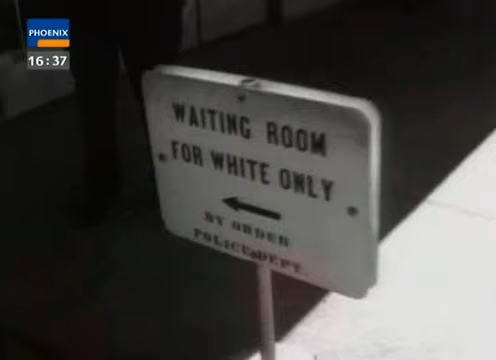 PHOENIX
16:37
WAITING ROOM
FOR WHITE ONLY
BY ORDER
POLICE DEPT.